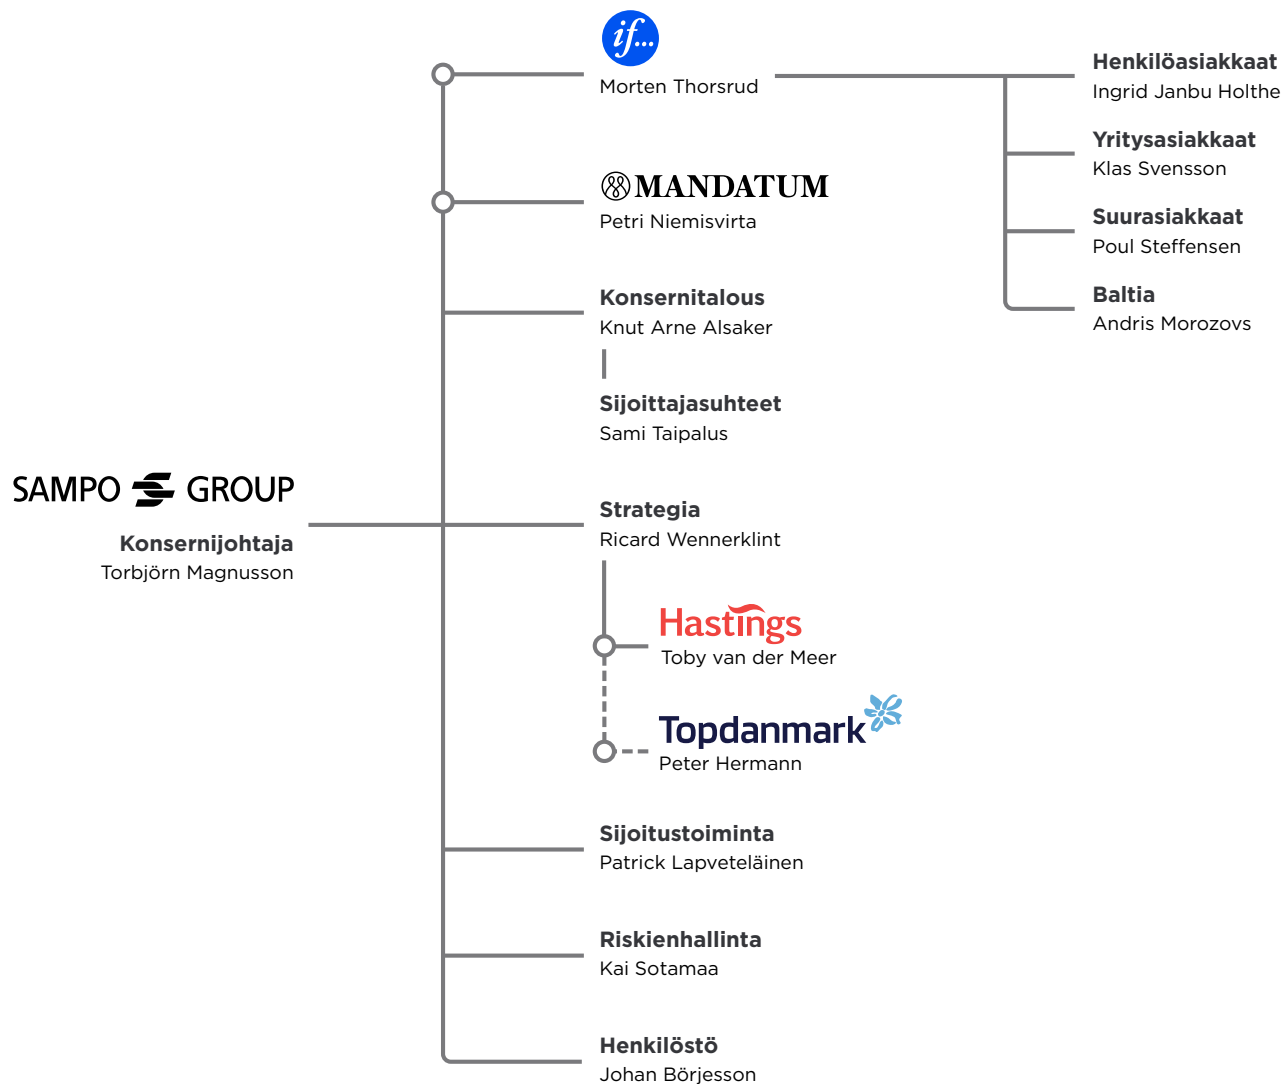 if...
Morten Thorsrud
Henkilöasiakkaat
Ingrid Janbu Holthe
Yritysasiakkaat
Klas Svensson
Suurasiakkaat
Poul Steffensen
Baltia
Andris Morozovs
MANDATUM
Petri Niemisvirta
Konsernitalous
Knut Arne Alsaker
Sijoittajasuhteet
Sami Taipalus
SAMPO GROUP
Konsernijohtaja
Torbjörn Magnusson
Strategia
Ricard Wennerklint
Hastings
Toby van der Meer
Topdanmark
Peter Hermann
Sijoitustoiminta
Patrick Lapveteläinen
Riskienhallinta
Kai Sotamaa
Henkilöstö
Johan Börjesson